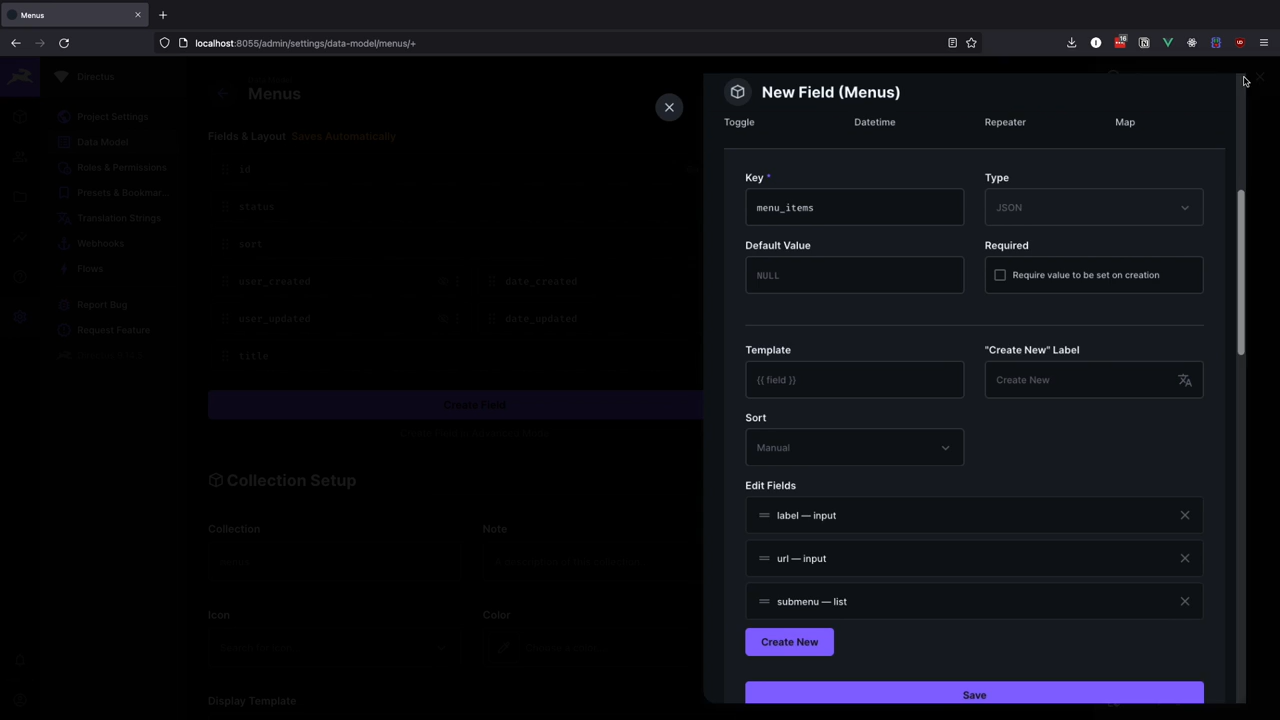 Menus
localhost:8055/admin/settings/data-model/menus/+
16
Directus
Project Settings
Data Model
Roles & Permissions
Presets & Bookmar...
Translation Strings
Webhooks
Flows
Report Bug
Request Feature
Menus
Fields & Layout Saves Automatically
id
status
sort
user_created
date_created
user_updated
date_updated
title
Create Field
Collection Setup
Collection
Note
menus
Icon
Color
Display Template
New Field (Menus)
Toggle
Datetime
Repeater
Map
Key *
Type
menu_items
JSON
Default Value
Required
NULL
Require value to be set on creation
Template
"Create New" Label
{{ field }}
Create New
Sort
Manual
Edit Fields
label — input
url — input
submenu — list
Create New
Save